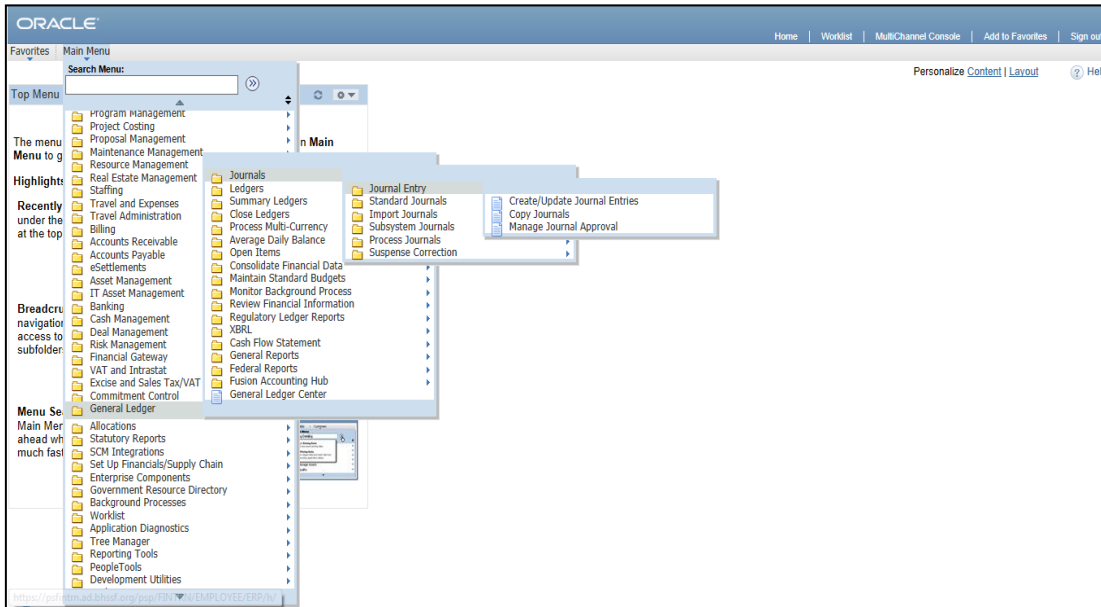 ORACLE
Home | Worklist | MultiChannel Console | Add to Favorites | Sign out
Favorites Main Menu
Search Menu:
Personalize Content | Layout Hel
Top Menu
The menu
n Main
Menu to g
Highlights
Recently
under the
at the top
Breadcru
navigation
access to
subfolders
Menu Se
Main Men
ahead wh
much fast
Program Management
Project Costing
Proposal Management
Maintenance Management
Resource Management
Real Estate Management
Staffing
Travel and Expenses
Travel Administration
Billing
Accounts Receivable
Accounts Payable
eSettlements
Asset Management
IT Asset Management
Banking
Cash Management
Deal Management
Risk Management
Financial Gateway
VAT and Intrastat
Excise and Sales Tax/VAT
Commitment Control
General Ledger
Allocations
Statutory Reports
SCM Integrations
Set Up Financials/Supply Chain
Enterprise Components
Government Resource Directory
Background Processes
Worklist
Application Diagnostics
Tree Manager
Reporting Tools
PeopleTools
Development Utilities
Journals
Ledgers
Summary Ledgers
Close Ledgers
Process Multi-Currency
Average Daily Balance
Open Items
Consolidate Financial Data
Maintain Standard Budgets
Monitor Background Process
Review Financial Information
Regulatory Ledger Reports
XBRL
Cash Flow Statement
General Reports
Federal Reports
Fusion Accounting Hub
General Ledger Center
Journal Entry
Standard Journals
Import Journals
Subsystem Journals
Process Journals
Suspense Correction
Create/Update Journal Entries
Copy Journals
Manage Journal Approval